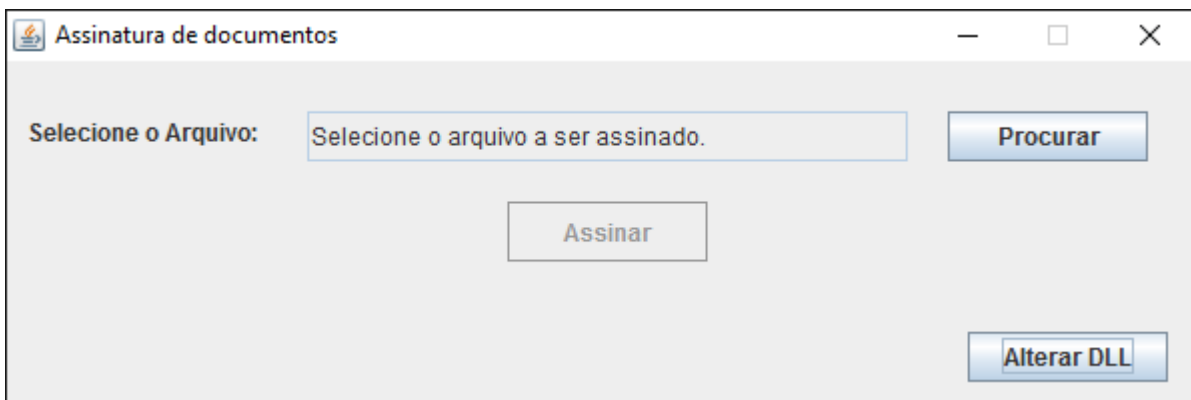 Assinatura de documentos
Selecione o Arquivo: Selecione o arquivo a ser assinado. Procurar
Assinar
Alterar DLL